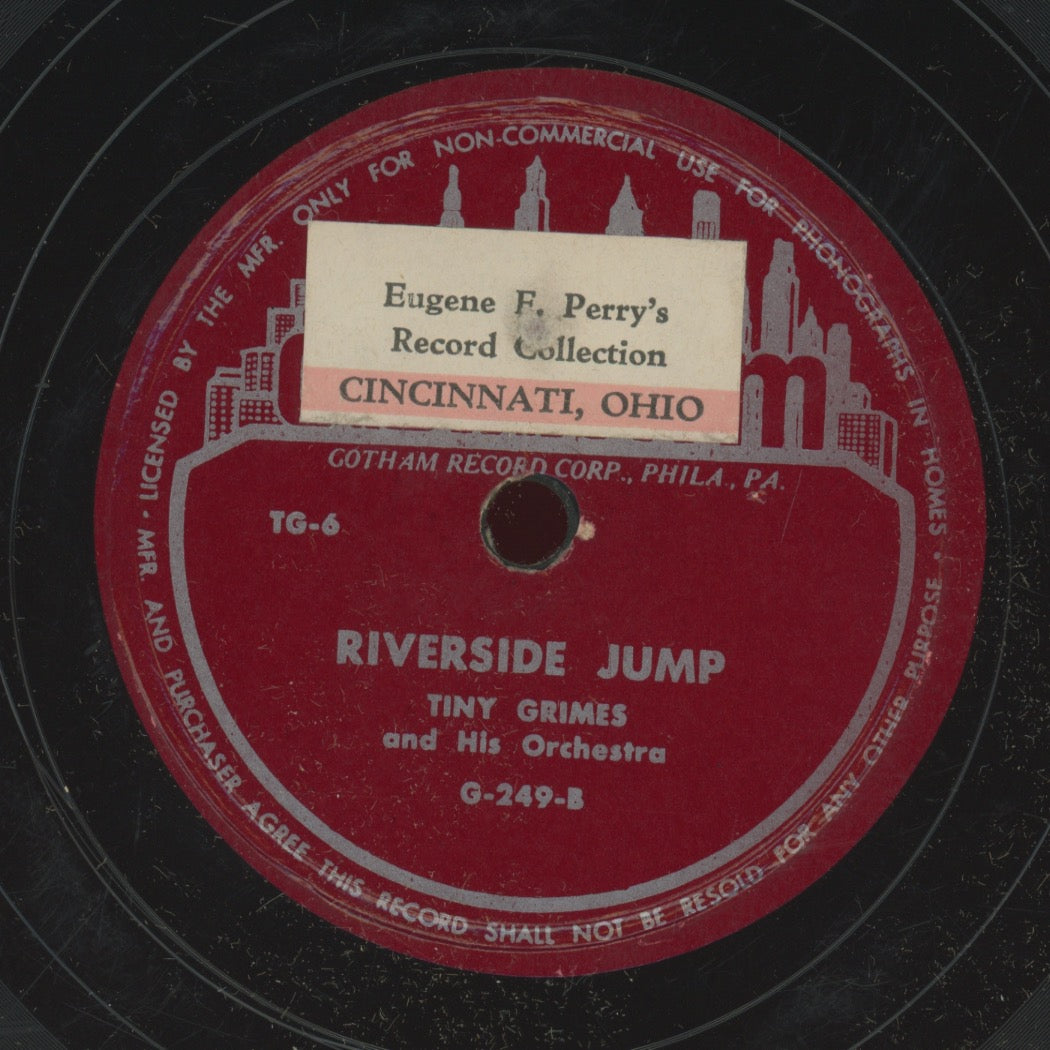 LICENSED BY THE MFR. ONLY FOR NON-COMMERCIAL USE FOR PHONOGRAPHS IN HOMES •
MFR. AND PURCHASER AGREE THIS RECORD SHALL NOT BE RESOLD FOR ANY OTHER PURPOSE •
Eugene F. Perry's
Record Collection
CINCINNATI, OHIO
GOTHAM RECORD CORP., PHILA., PA.
TG-6
RIVERSIDE JUMP
TINY GRIMES
and His Orchestra
G-249-B